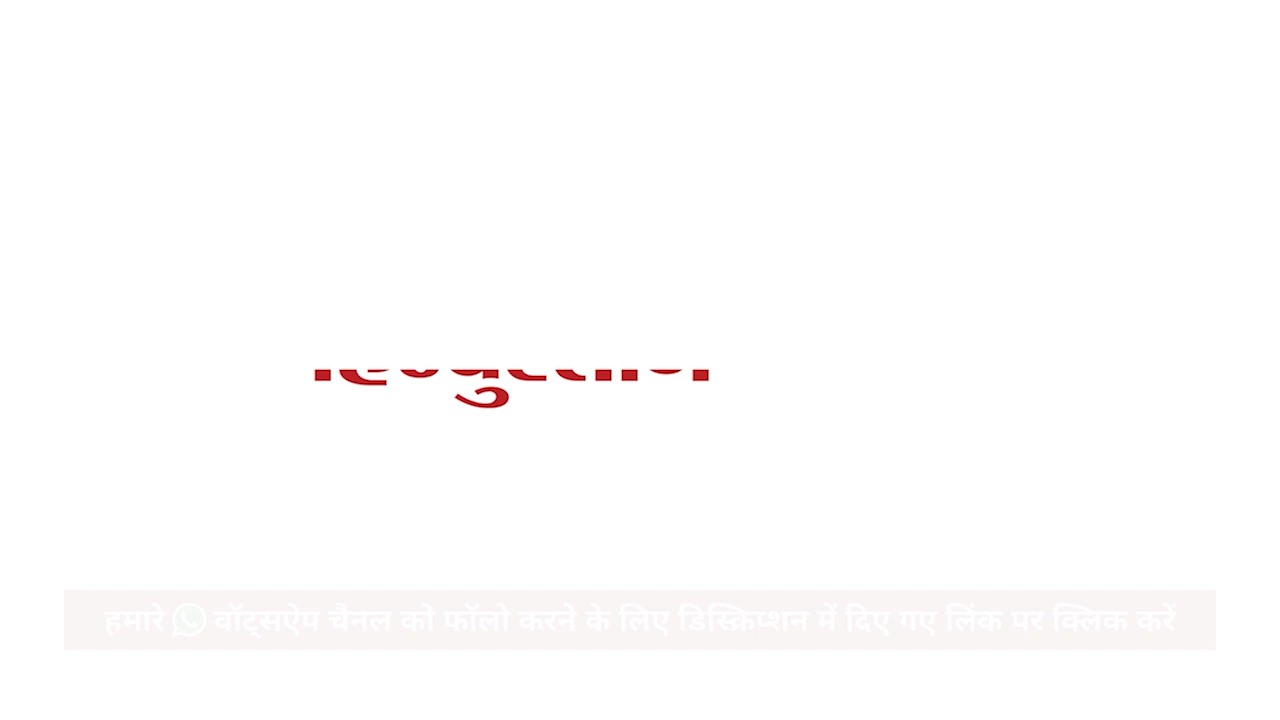 हमारे वॉट्सऐप चैनल को फॉलो करने के लिए डिस्क्रिप्शन में दिए गए लिंक पर क्लिक करें